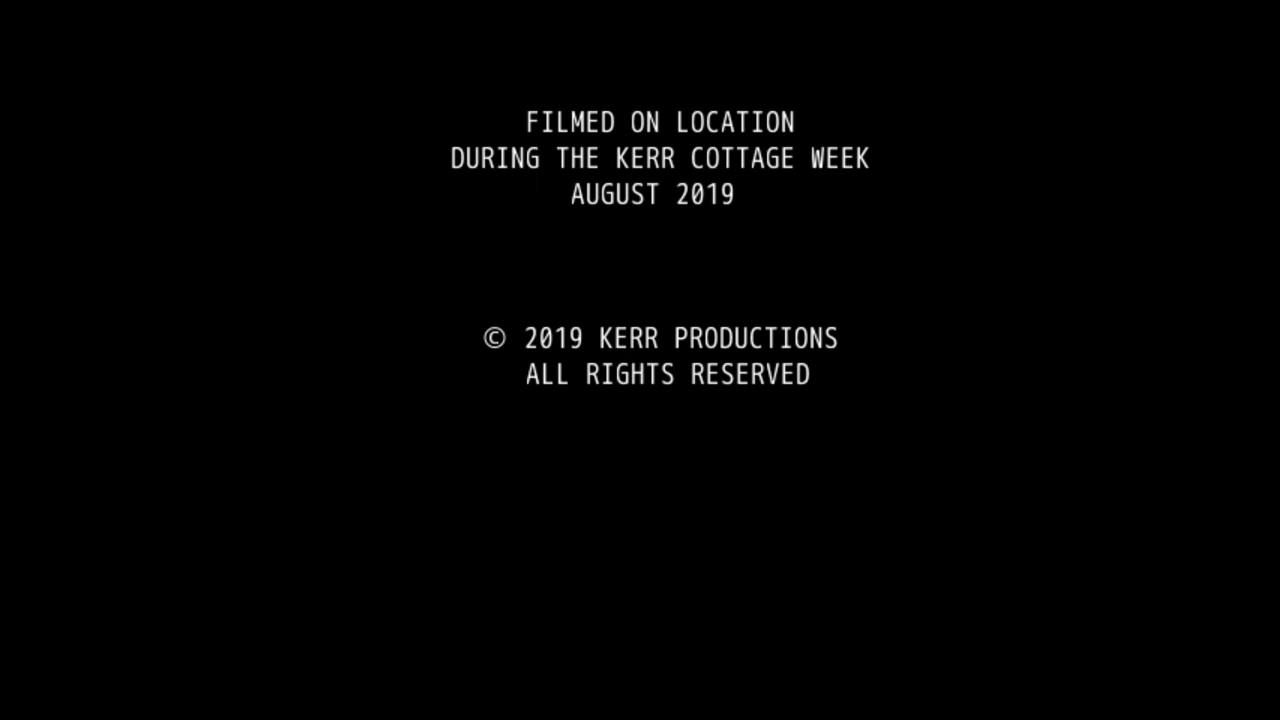 FILMED ON LOCATION
DURING THE KERR COTTAGE WEEK
AUGUST 2019
© 2019 KERR PRODUCTIONS
ALL RIGHTS RESERVED